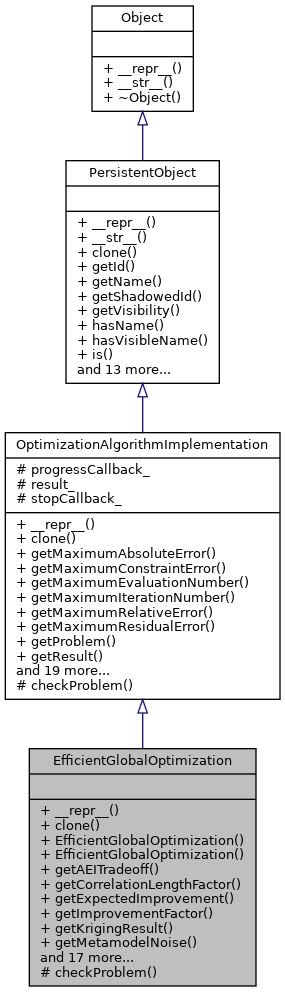 Object
+ __repr__()
+ __str__()
+ ~Object()
PersistentObject
+ __repr__()
+ __str__()
+ clone()
+ getId()
+ getName()
+ getShadowedId()
+ getVisibility()
+ hasName()
+ hasVisibleName()
+ is()
and 13 more...
OptimizationAlgorithmImplementation
# progressCallback_
# result_
# stopCallback_
+ __repr__()
+ clone()
+ getMaximumAbsoluteError()
+ getMaximumConstraintError()
+ getMaximumEvaluationNumber()
+ getMaximumIterationNumber()
+ getMaximumRelativeError()
+ getMaximumResidualError()
+ getProblem()
+ getResult()
and 19 more...
# checkProblem()
EfficientGlobalOptimization
+ __repr__()
+ clone()
+ EfficientGlobalOptimization()
+ EfficientGlobalOptimization()
+ getAEITradeoff()
+ getCorrelationLengthFactor()
+ getExpectedImprovement()
+ getImprovementFactor()
+ getKrigingResult()
+ getMetamodelNoise()
and 17 more...
# checkProblem()